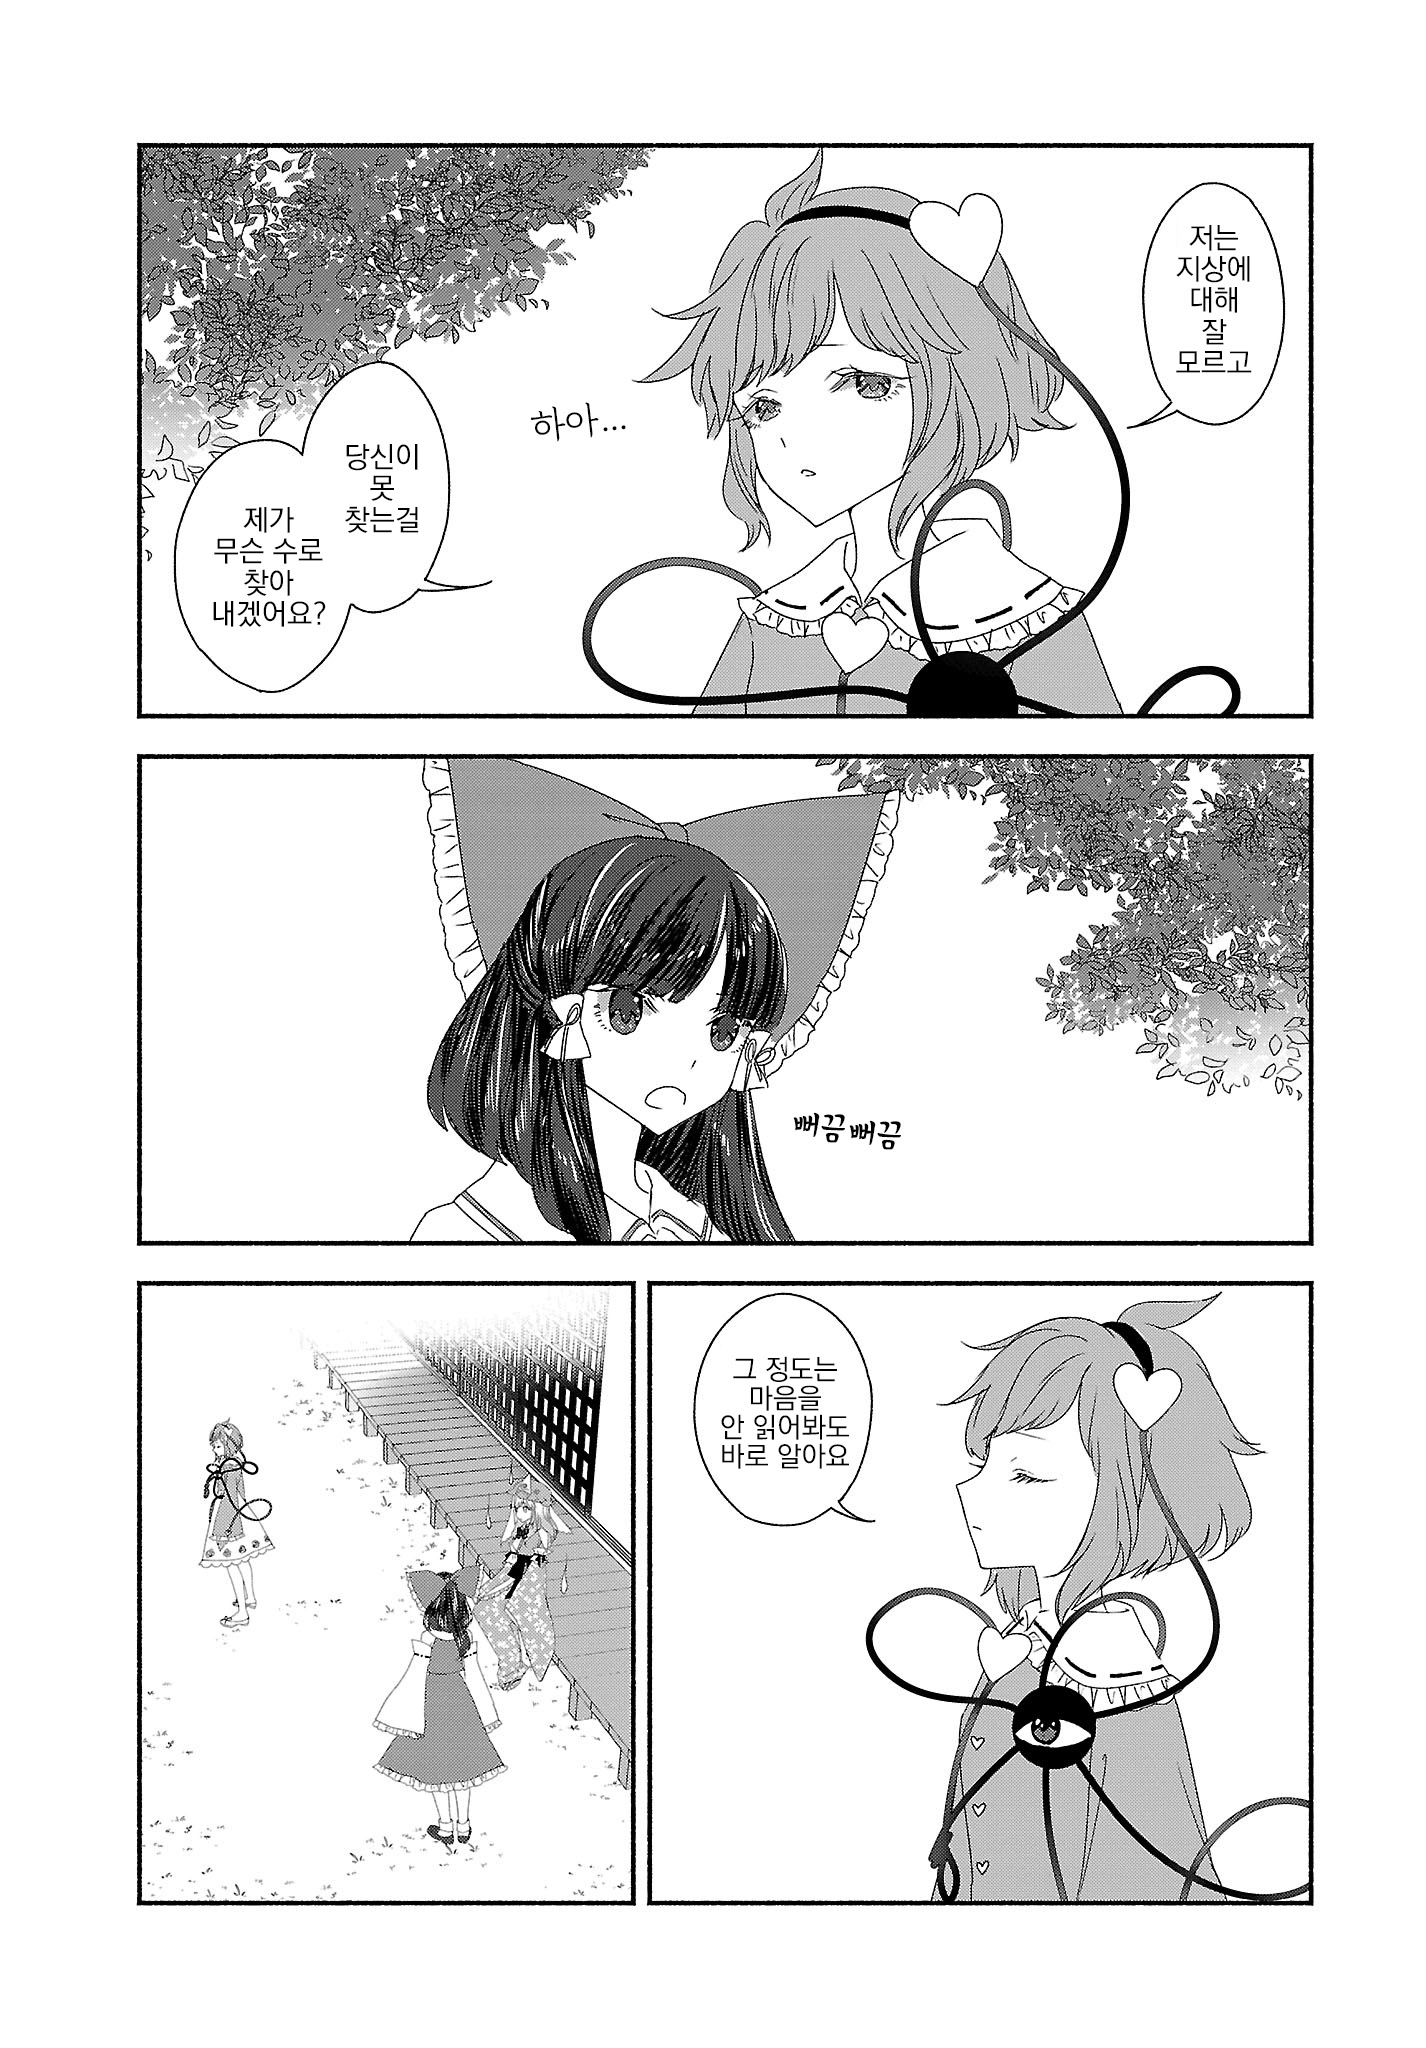 저는
지상에
대해
잘
모르고
하아...
당신이
못
찾는걸
제가
무슨 수로
찾아
내겠어요?
뻐끔뻐끔
그 정도는
마음을
안 읽어봐도
바로 알아요